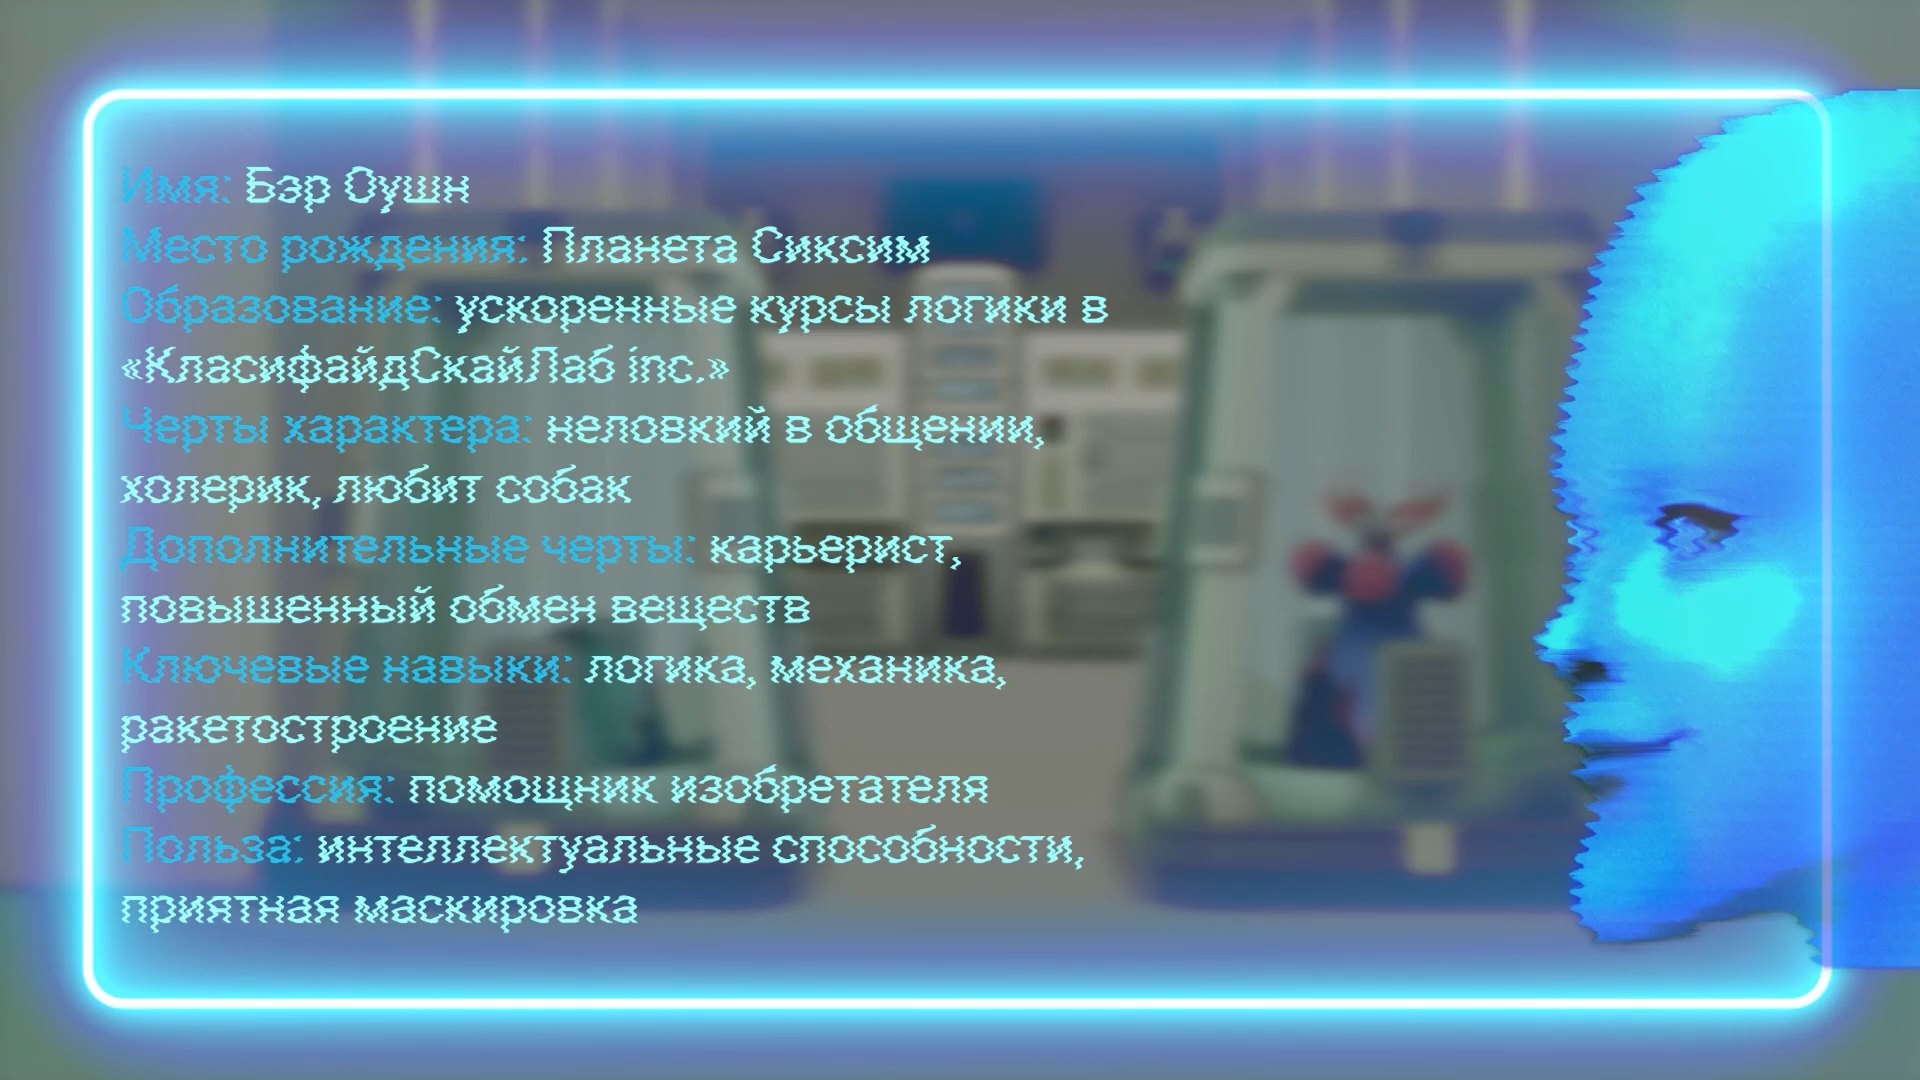 Имя: Бэр Оушн
Место рождения: Планета Сиксим
Образование: ускоренные курсы логики в
«КласифайдСкайЛаб inc.»
Черты характера: неловкий в общении,
холерик, любит собак
Дополнительные черты: карьерист,
повышенный обмен веществ
Ключевые навыки: логика, механика,
ракетостроение
Профессия: помощник изобретателя
Польза: интеллектуальные способности,
приятная маскировка